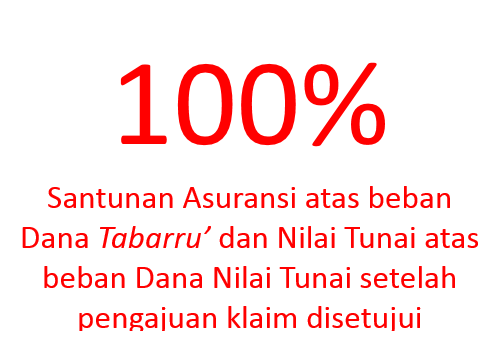 100%
Santunan Asuransi atas beban
Dana Tabarru’ dan Nilai Tunai atas
beban Dana Nilai Tunai setelah
pengajuan klaim disetujui